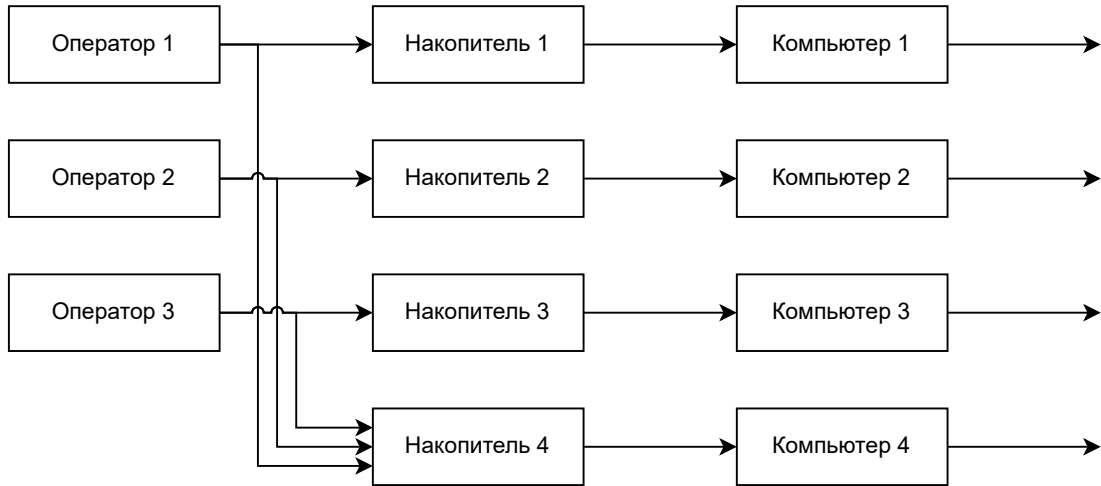 Оператор 1
Накопитель 1
Компьютер 1
Оператор 2
Накопитель 2
Компьютер 2
Оператор 3
Накопитель 3
Компьютер 3
Накопитель 4
Компьютер 4